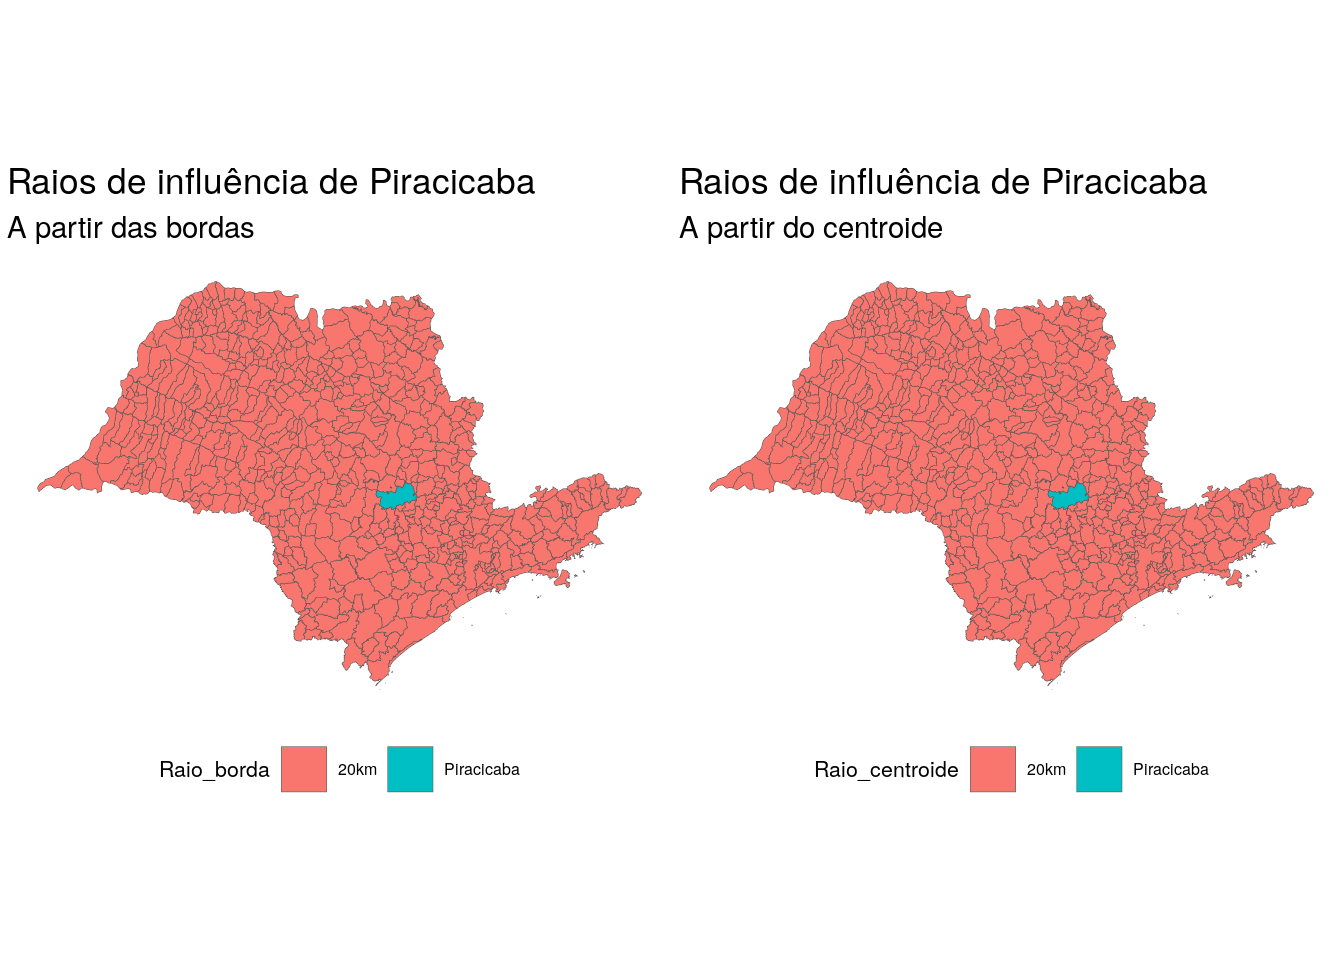 Raios de influência de Piracicaba
A partir das bordas
Raio_borda 20km Piracicaba
Raios de influência de Piracicaba
A partir do centroide
Raio_centroide 20km Piracicaba